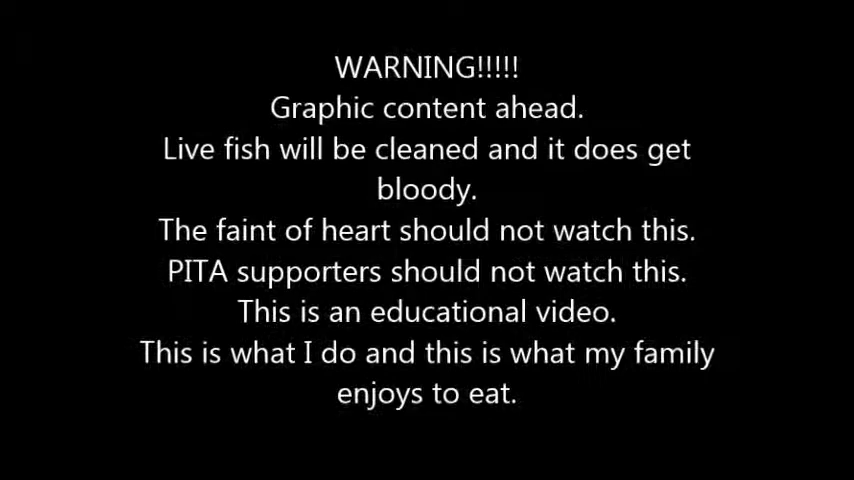 WARNING!!!!!
Graphic content ahead.
Live fish will be cleaned and it does get
bloody.
The faint of heart should not watch this.
PITA supporters should not watch this.
This is an educational video.
This is what I do and this is what my family
enjoys to eat.